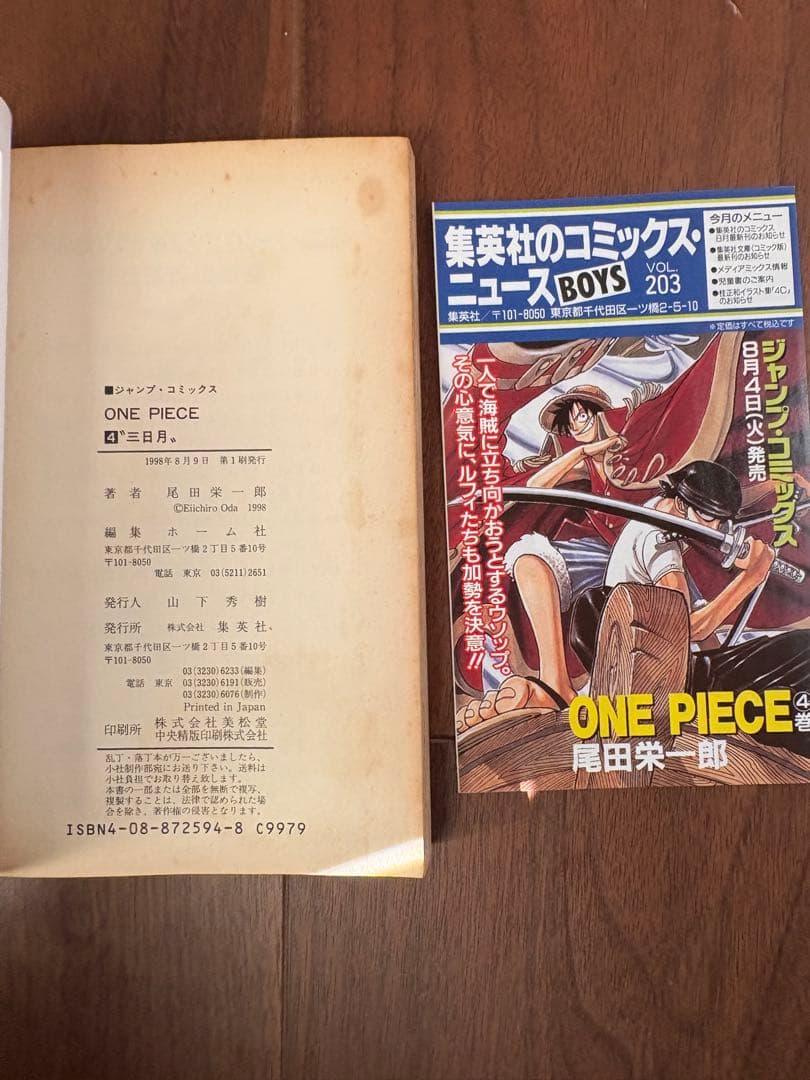 ■ジャンプ・コミックス
ONE PIECE
4〝三日月〟
1998年8月9日 第1刷発行
著者 尾田栄一郎
©Eiichiro Oda 1998
編集 ホーム社
東京都千代田区一ツ橋2丁目5番10号
〒101-8050
電話 東京 03(5211)2651
発行人 山下秀樹
発行所 株式会社 集英社
東京都千代田区一ツ橋2丁目5番10号
〒101-8050
03(3230)6233(編集)
電話 東京 03(3230)6191(販売)
03(3230)6076(制作)
Printed in Japan
印刷所 株式会社美松堂
中央精版印刷株式会社
乱丁・落丁本が万一ございましたら、
小社制作部宛にお送り下さい。送料は
小社負担でお取り替え致します。
本書の一部または全部を無断で複写、
複製することは、法律で認められた場
合を除き、著作権の侵害となります。
ISBN4-08-872594-8 C9979
集英社のコミックス・
ニュースBOYS VOL.203
集英社/〒101-8050 東京都千代田区一ツ橋2-5-10
今月のメニュー
●集英社のコミックス
8月最新刊のお知らせ
●集英社文庫(コミック版)
最新刊のお知らせ
●メディアミックス情報
●児童書のご案内
●桂正和イラスト集「4C」
のお知らせ
※定価はすべて税込です
ジャンプ・コミックス
8月4日(火)発売
一人で海賊に立ち向かおうとするウソップ。
その心意気に、ルフィたちも加勢を決意!!
ONE PIECE④巻
尾田栄一郎